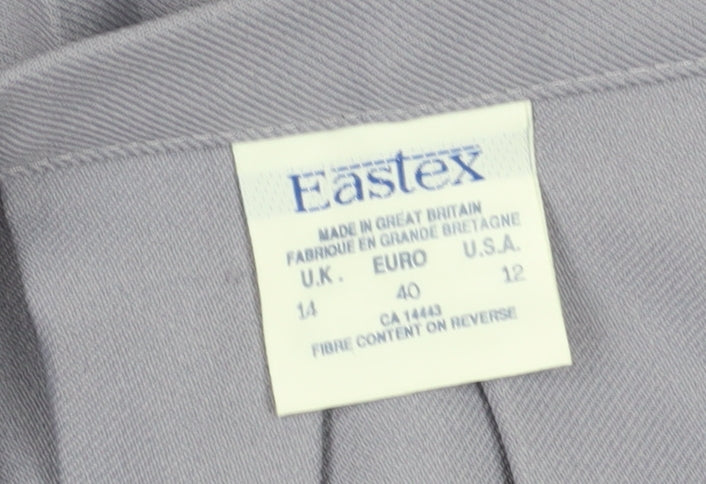 Eastex
MADE IN GREAT BRITAIN
FABRIQUE EN GRANDE BRETAGNE
U.K. EURO U.S.A.
14 40 12
CA 14443
FIBRE CONTENT ON REVERSE